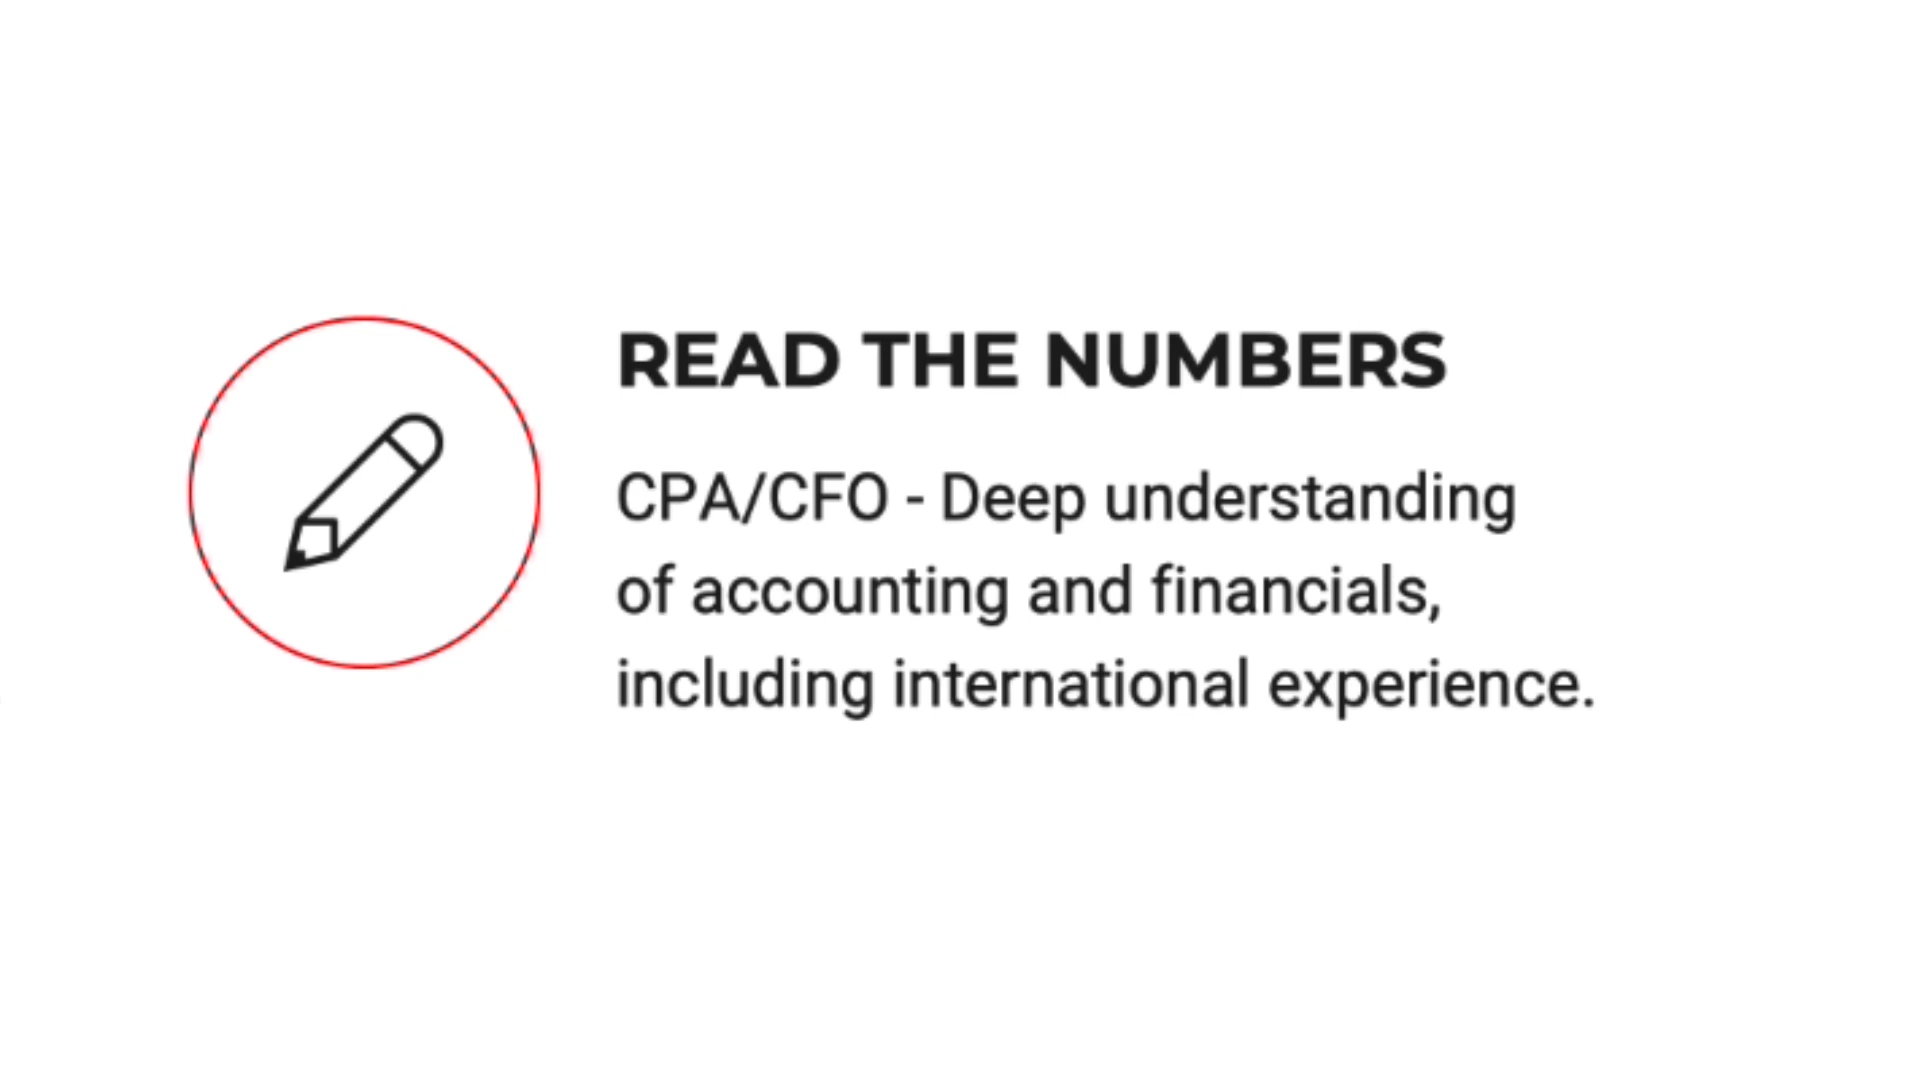 READ THE NUMBERS
CPA/CFO - Deep understanding
of accounting and financials,
including international experience.